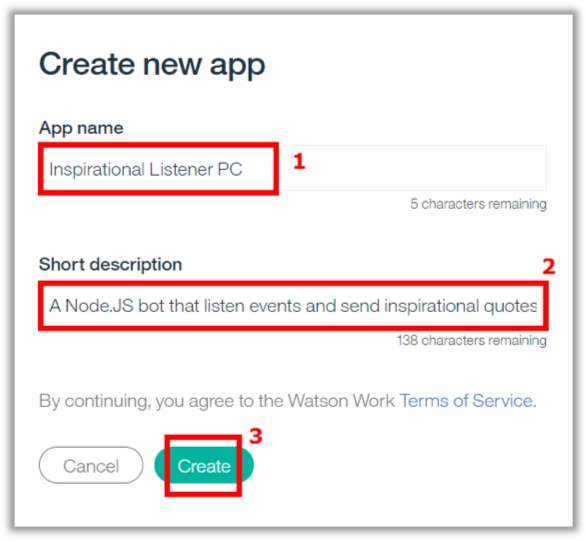 Create new app
App name
Inspirational Listener PC 1
5 characters remaining
Short description 2
A Node.JS bot that listen events and send inspirational quotes
138 characters remaining
By continuing, you agree to the Watson Work Terms of Service.
3
Cancel Create